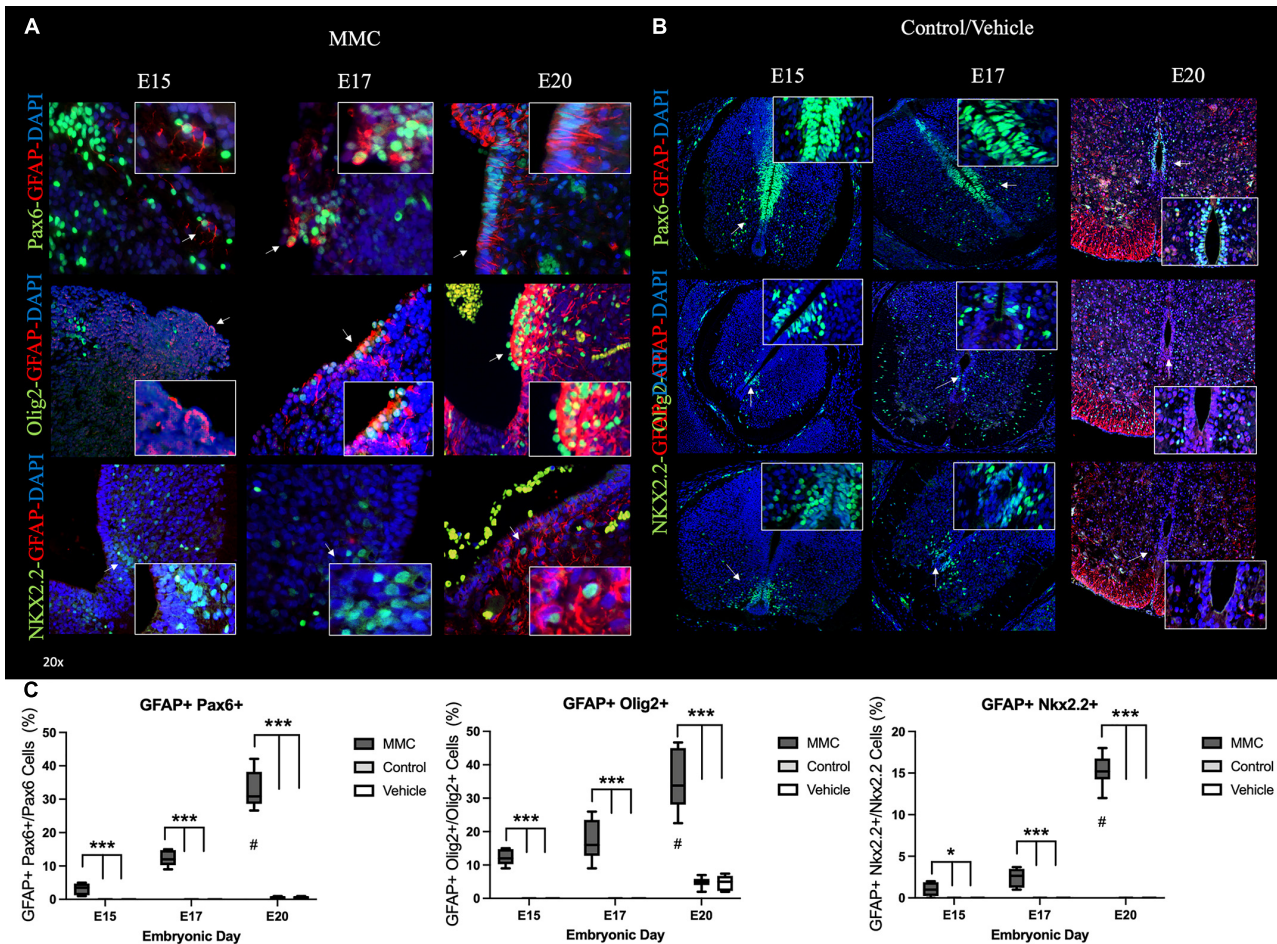 A
MMC
E15 E17 E20
Pax6-GFAP-DAPI
Olig2-GFAP-DAPI
NKX2.2-GFAP-DAPI
20x
B
Control/Vehicle
E15 E17 E20
Pax6-GFAP-DAPI
Olig2-GFAP-DAPI
NKX2.2-GFAP-DAPI
C
GFAP+ Pax6+
GFAP+ Pax6+/Pax6 Cells (%)
50
40
30
20
10
0
***
***
***
#
E15 E17 E20
Embryonic Day
MMC
Control
Vehicle
GFAP+ Olig2+
GFAP+ Olig2+/Olig2+ Cells (%)
50
40
30
20
10
0
***
***
***
#
E15 E17 E20
Embryonic Day
MMC
Control
Vehicle
GFAP+ Nkx2.2+
GFAP+ Nkx2.2+/Nkx2.2 Cells (%)
20
15
10
5
0
*
***
***
#
E15 E17 E20
Embryonic Day
MMC
Control
Vehicle